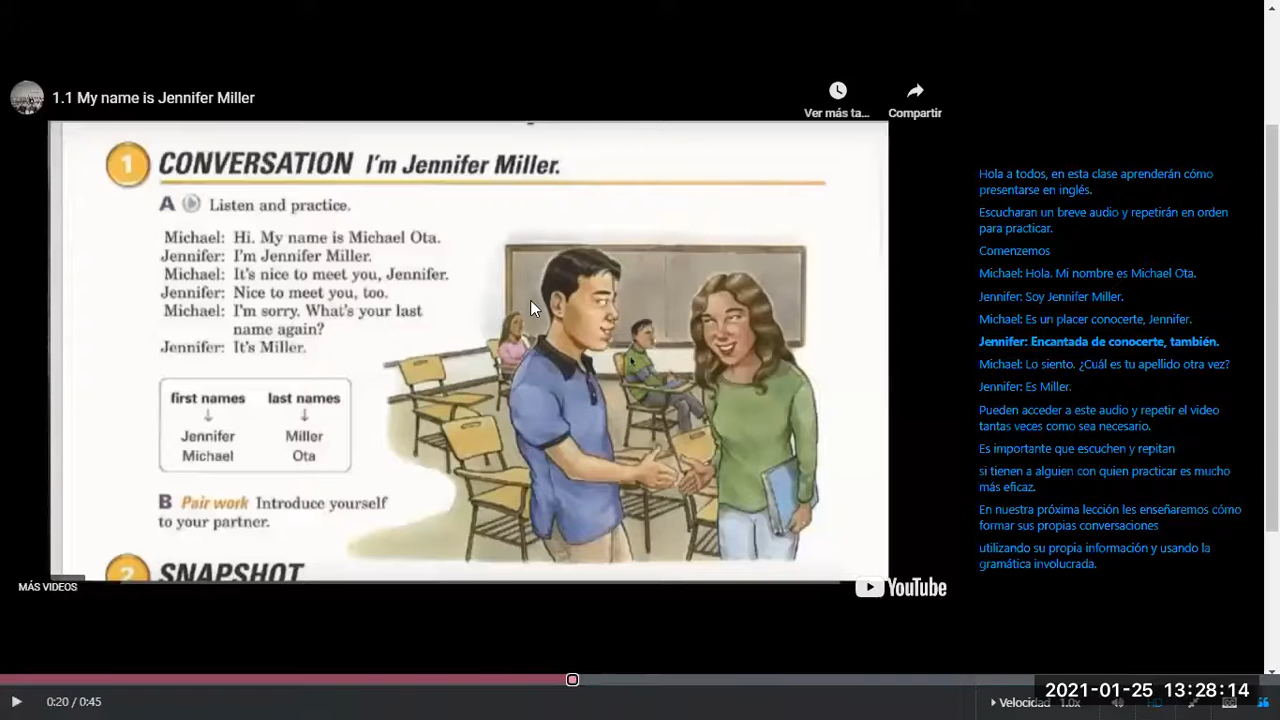 1.1 My name is Jennifer Miller
Ver más ta...
Compartir
1 CONVERSATION I'm Jennifer Miller.
A Listen and practice.
Michael: Hi. My name is Michael Ota.
Jennifer: I'm Jennifer Miller.
Michael: It's nice to meet you, Jennifer.
Jennifer: Nice to meet you, too.
Michael: I'm sorry. What's your last
name again?
Jennifer: It's Miller.
first names last names
↓ ↓
Jennifer Miller
Michael Ota
B Pair work Introduce yourself
to your partner.
2 SNAPSHOT
MÁS VIDEOS
YouTube
Hola a todos, en esta clase aprenderán cómo
presentarse en inglés.
Escucharan un breve audio y repetirán en orden
para practicar.
Comenzemos
Michael: Hola. Mi nombre es Michael Ota.
Jennifer: Soy Jennifer Miller.
Michael: Es un placer conocerte, Jennifer.
Jennifer: Encantada de conocerte, también.
Michael: Lo siento. ¿Cuál es tu apellido otra vez?
Jennifer: Es Miller.
Pueden acceder a este audio y repetir el video
tantas veces como sea necesario.
Es importante que escuchen y repitan
si tienen a alguien con quien practicar es mucho
más eficaz.
En nuestra próxima lección les enseñaremos cómo
formar sus propias conversaciones
utilizando su propia información y usando la
gramática involucrada.
0:20 / 0:45
Velocidad 1.0x
HD
2021-01-25 13:28:14